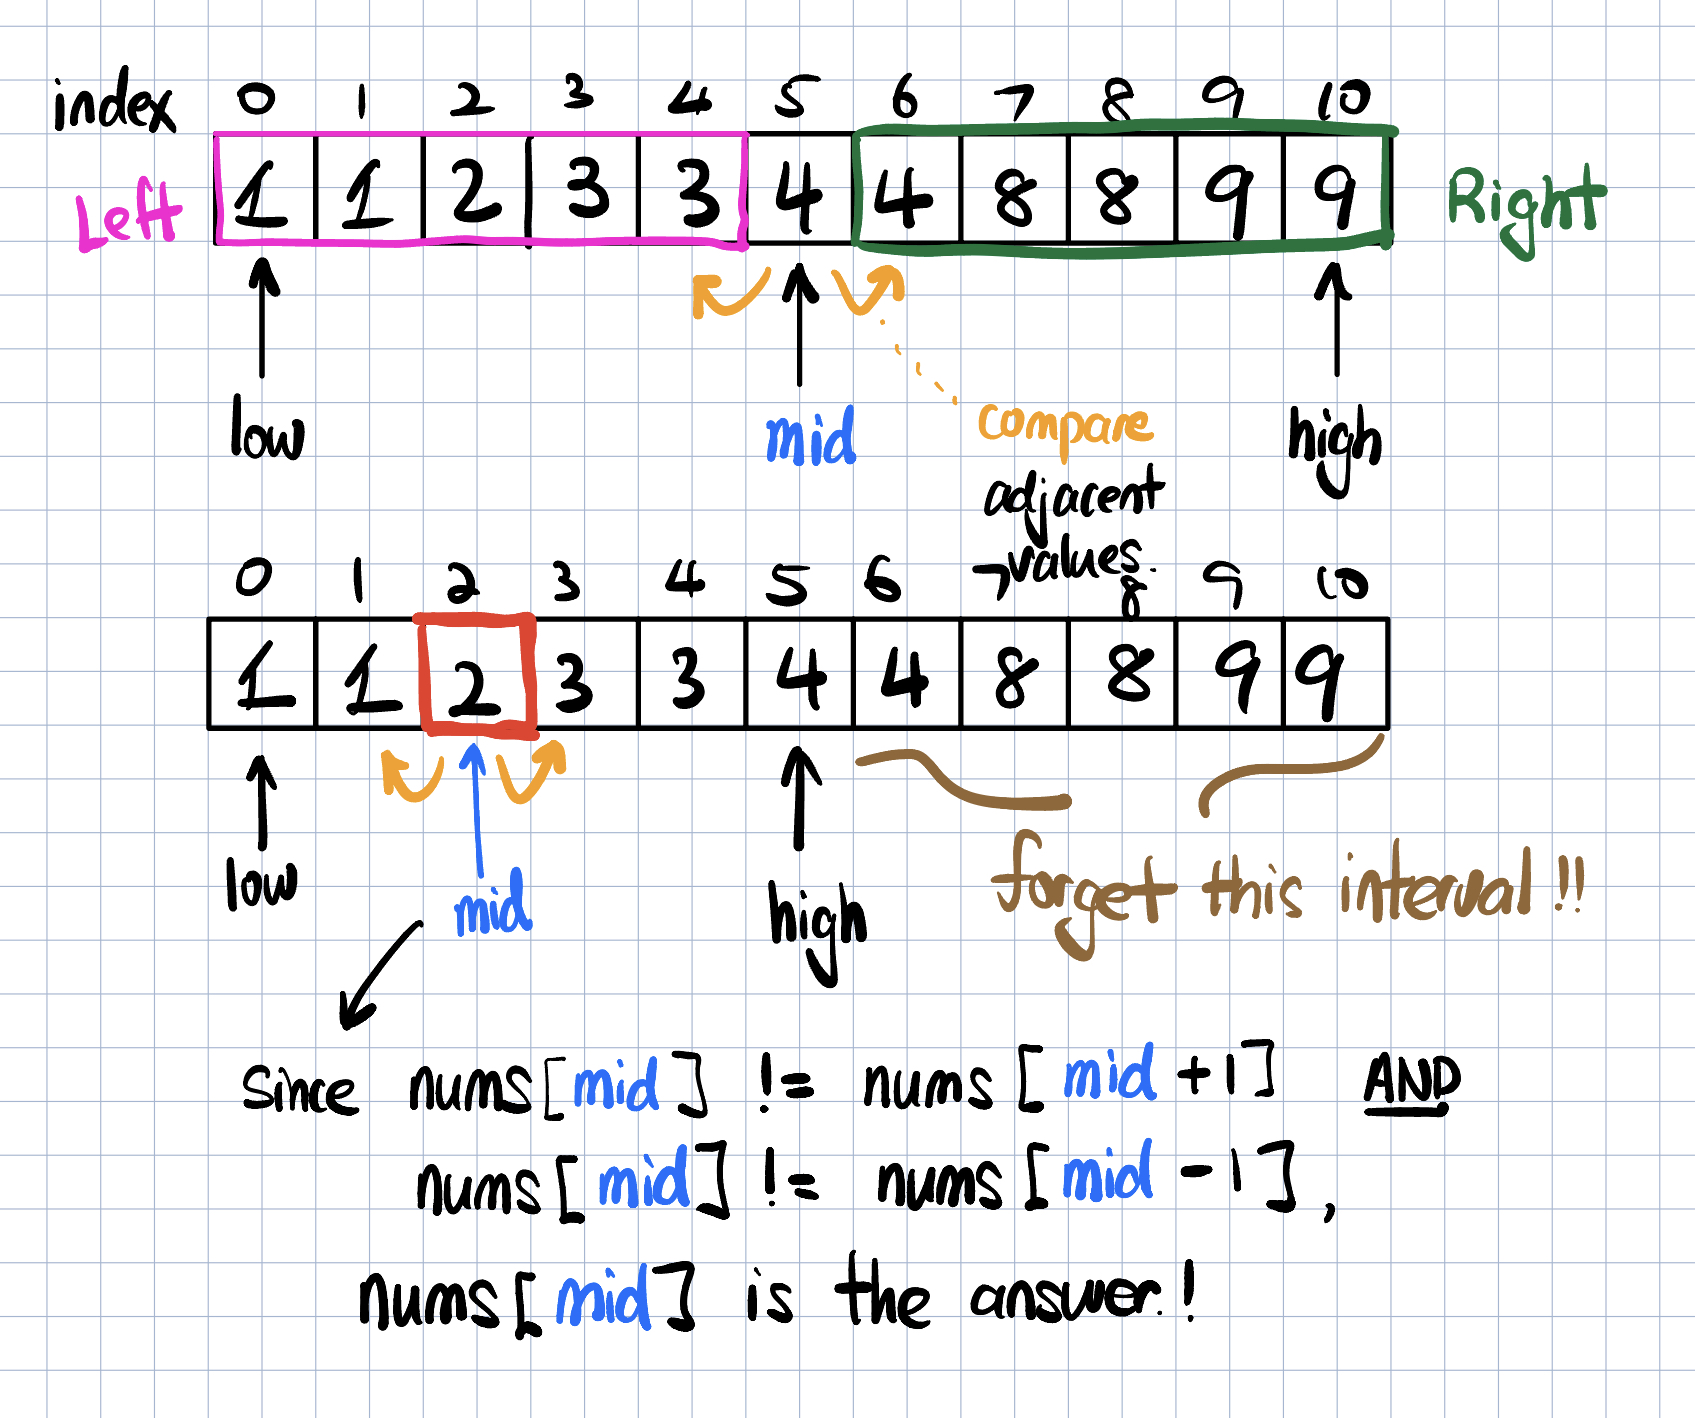 index 0 1 2 3 4 5 6 7 8 9 10
Left 1 1 2 3 3 4 4 8 8 9 9 Right
low mid compare high
adjacent
values.
0 1 2 3 4 5 6 7 8 9 10
1 1 2 3 3 4 4 8 8 9 9
low mid high forget this interval!!
since nums[mid] != nums[mid+1] AND
nums[mid] != nums[mid-1],
nums[mid] is the answer.!